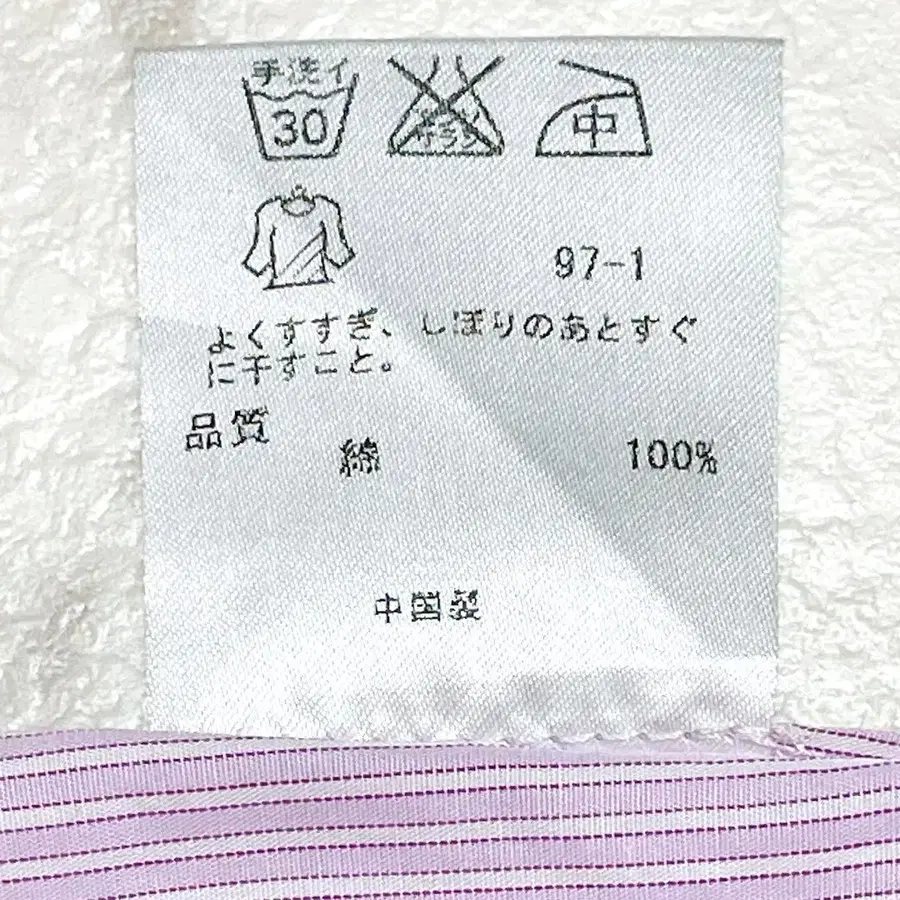 手洗イ
30
中
97-1
よくすすぎ、しぼりのあとすぐ
に干すこと。
品質
綿 100%
中国製